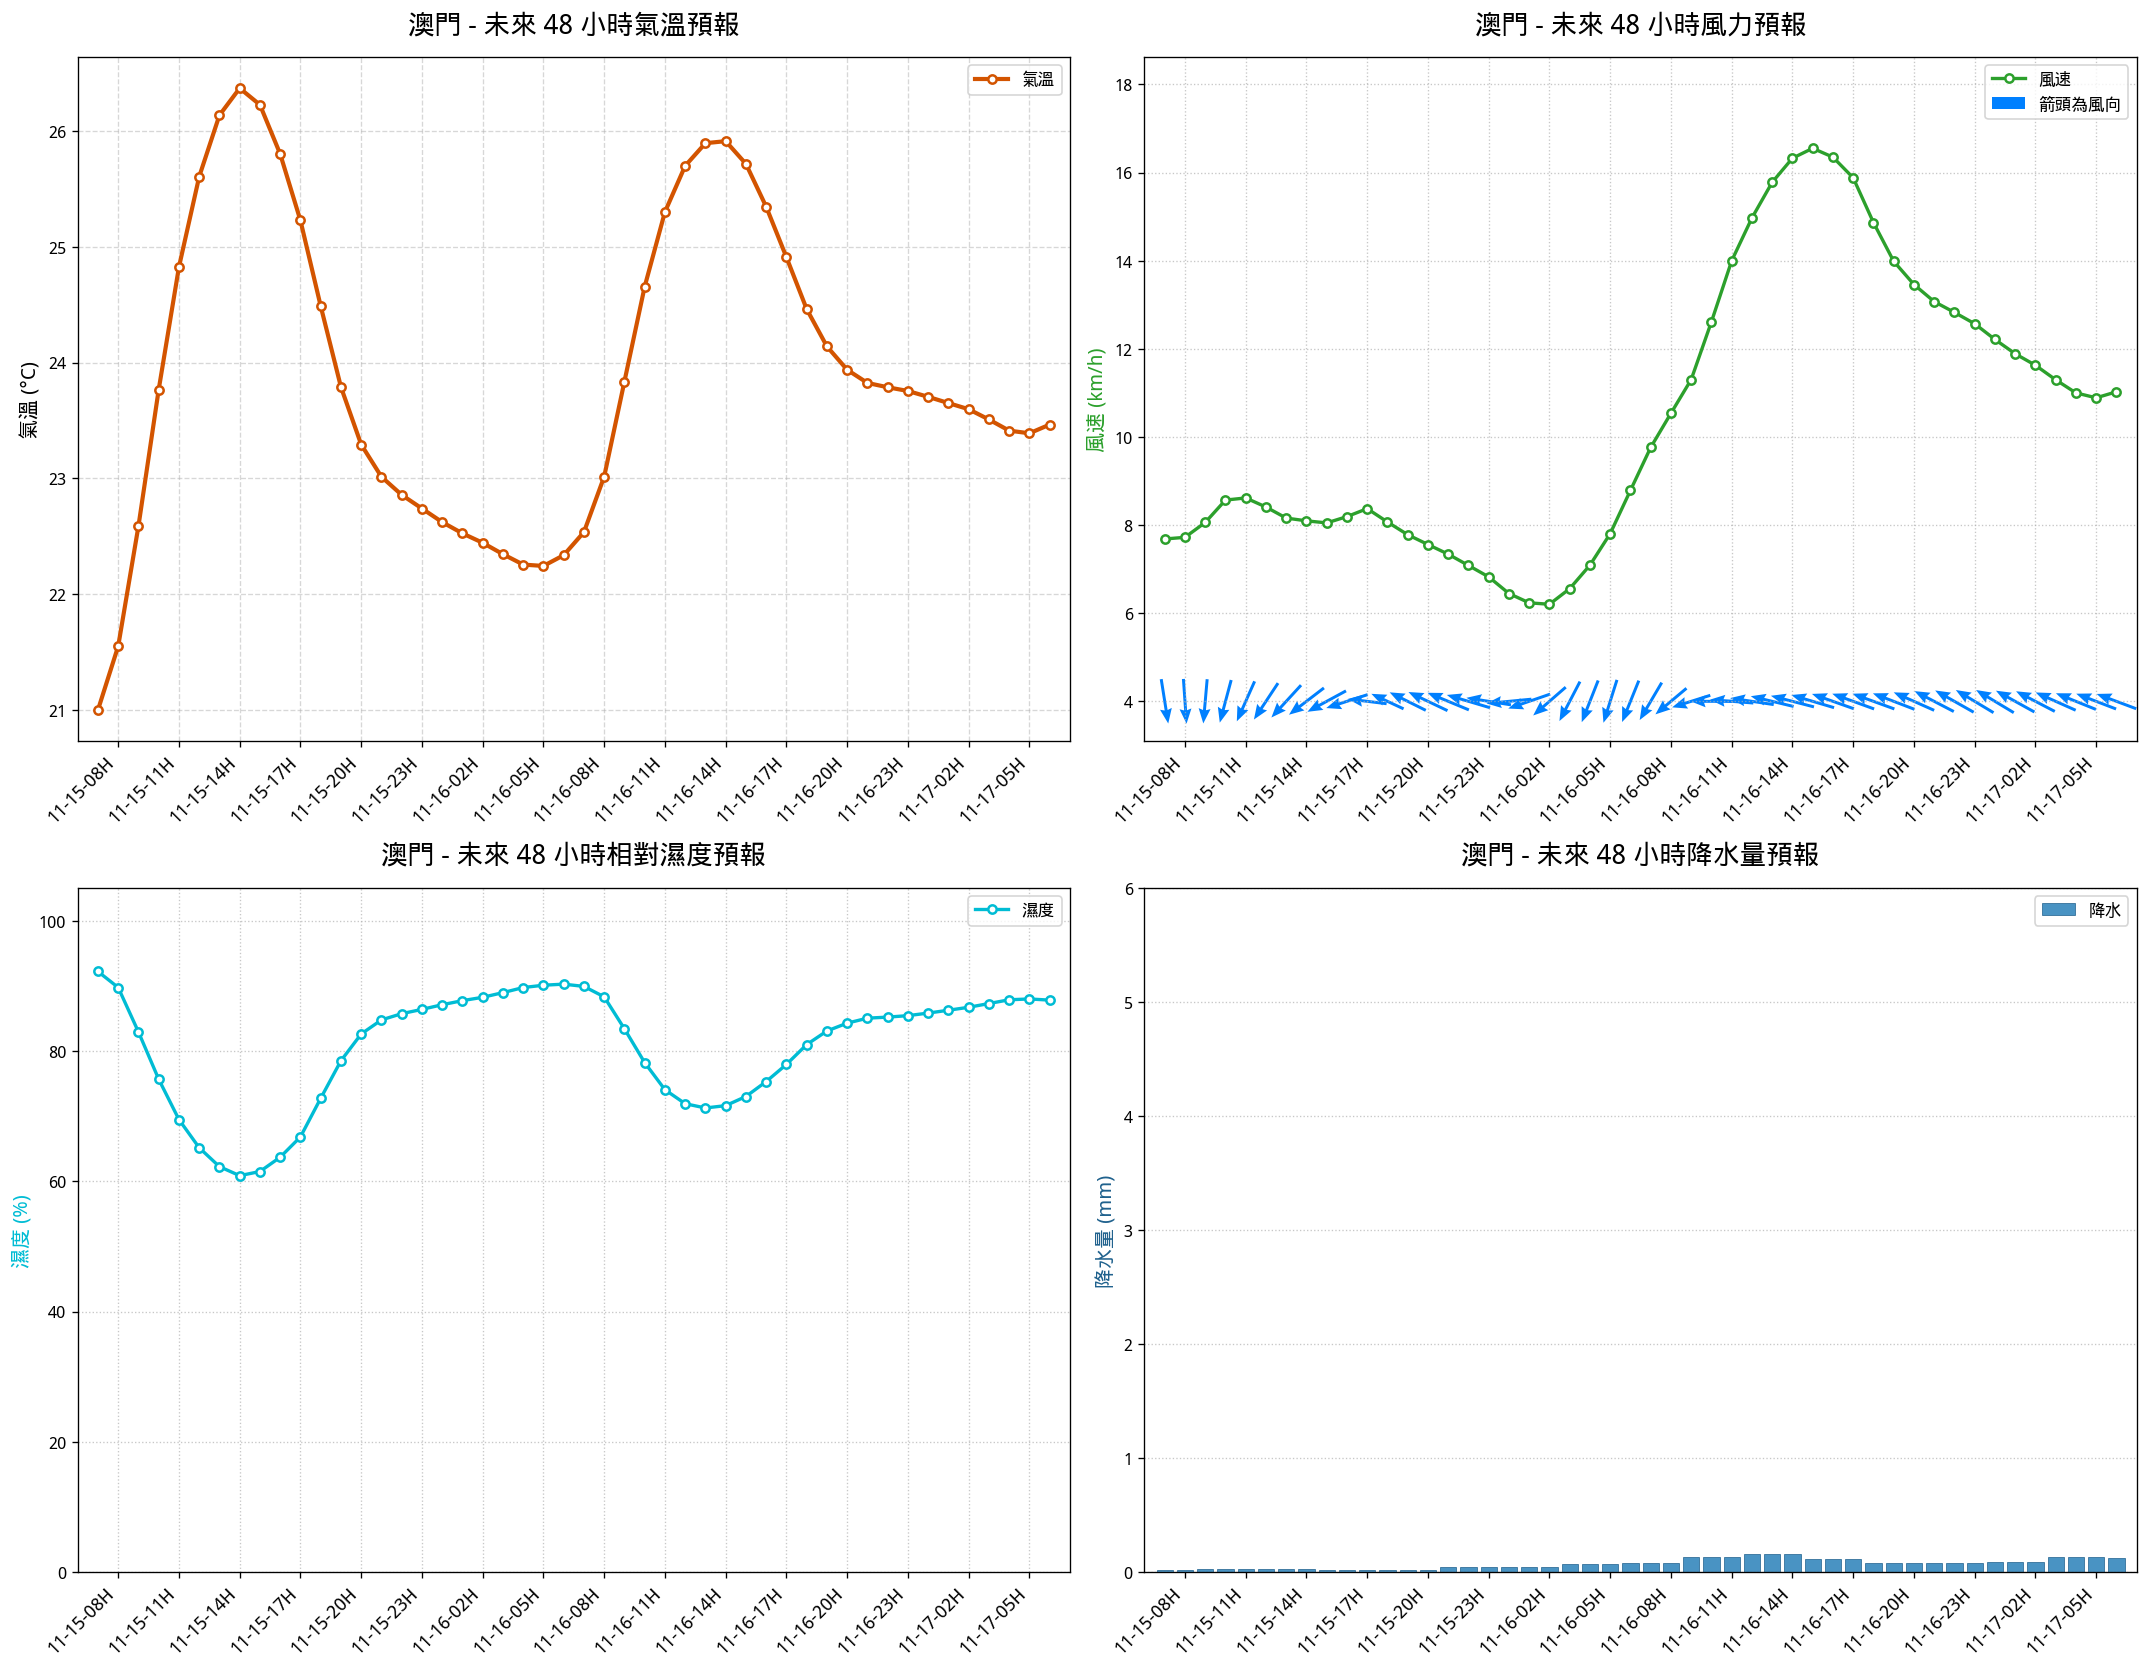 澳門 - 未來 48 小時氣溫預報
氣溫
氣溫 (°C)
26
25
24
23
22
21
11-15-08H
11-15-11H
11-15-14H
11-15-17H
11-15-20H
11-15-23H
11-16-02H
11-16-05H
11-16-08H
11-16-11H
11-16-14H
11-16-17H
11-16-20H
11-16-23H
11-17-02H
11-17-05H
澳門 - 未來 48 小時風力預報
風速
箭頭為風向
風速 (km/h)
18
16
14
12
10
8
6
4
11-15-08H
11-15-11H
11-15-14H
11-15-17H
11-15-20H
11-15-23H
11-16-02H
11-16-05H
11-16-08H
11-16-11H
11-16-14H
11-16-17H
11-16-20H
11-16-23H
11-17-02H
11-17-05H
澳門 - 未來 48 小時相對濕度預報
濕度
濕度 (%)
100
80
60
40
20
0
11-15-08H
11-15-11H
11-15-14H
11-15-17H
11-15-20H
11-15-23H
11-16-02H
11-16-05H
11-16-08H
11-16-11H
11-16-14H
11-16-17H
11-16-20H
11-16-23H
11-17-02H
11-17-05H
澳門 - 未來 48 小時降水量預報
降水
降水量 (mm)
6
5
4
3
2
1
0
11-15-08H
11-15-11H
11-15-14H
11-15-17H
11-15-20H
11-15-23H
11-16-02H
11-16-05H
11-16-08H
11-16-11H
11-16-14H
11-16-17H
11-16-20H
11-16-23H
11-17-02H
11-17-05H